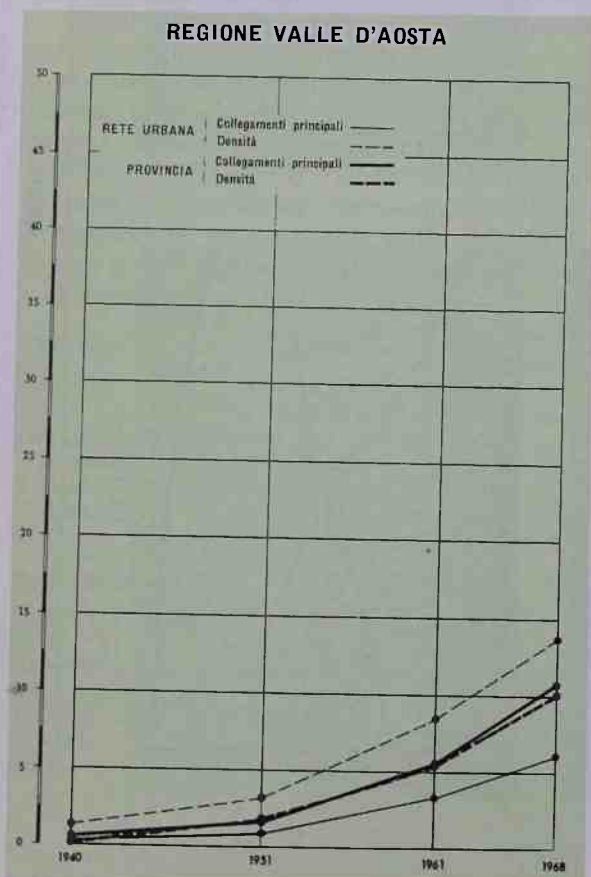 REGIONE VALLE D'AOSTA
50
RETE URBANA Collegamenti principali
Densità
PROVINCIA Collegamenti principali
Densità
45
40
35
30
25
20
15
10
5
0
1940 1951 1961 1968